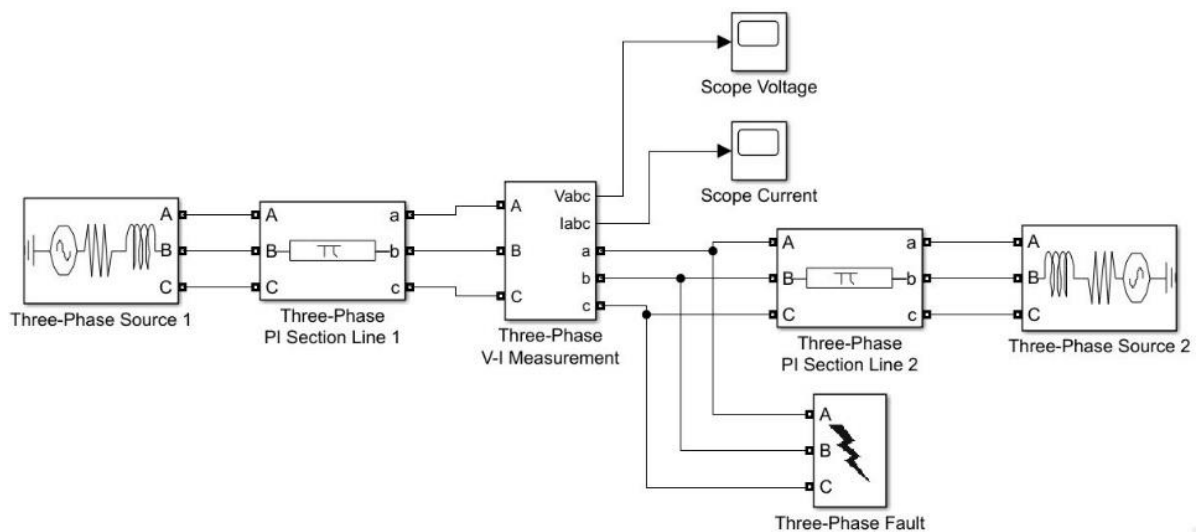 Scope Voltage
Scope Current
A
B
C
Three-Phase Source 1
A
B
C
a
b
c
Three-Phase
PI Section Line 1
A
B
C
Vabc
Iabc
a
b
c
Three-Phase
V-I Measurement
A
B
C
a
b
c
Three-Phase
PI Section Line 2
A
B
C
Three-Phase Source 2
A
B
C
Three-Phase Fault